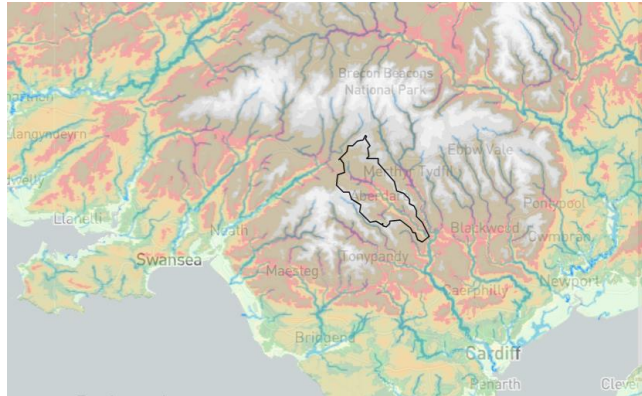 Brecon Beacons
National Park
Ebbw Vale
Merthyr Tydfil
Aberdare
Llanelli
Neath
Swansea
Maesteg
Tonypandy
Blackwood
Pontypool
Cwmbran
Caerphilly
Newport
Bridgend
Cardiff
Penarth
Cleve